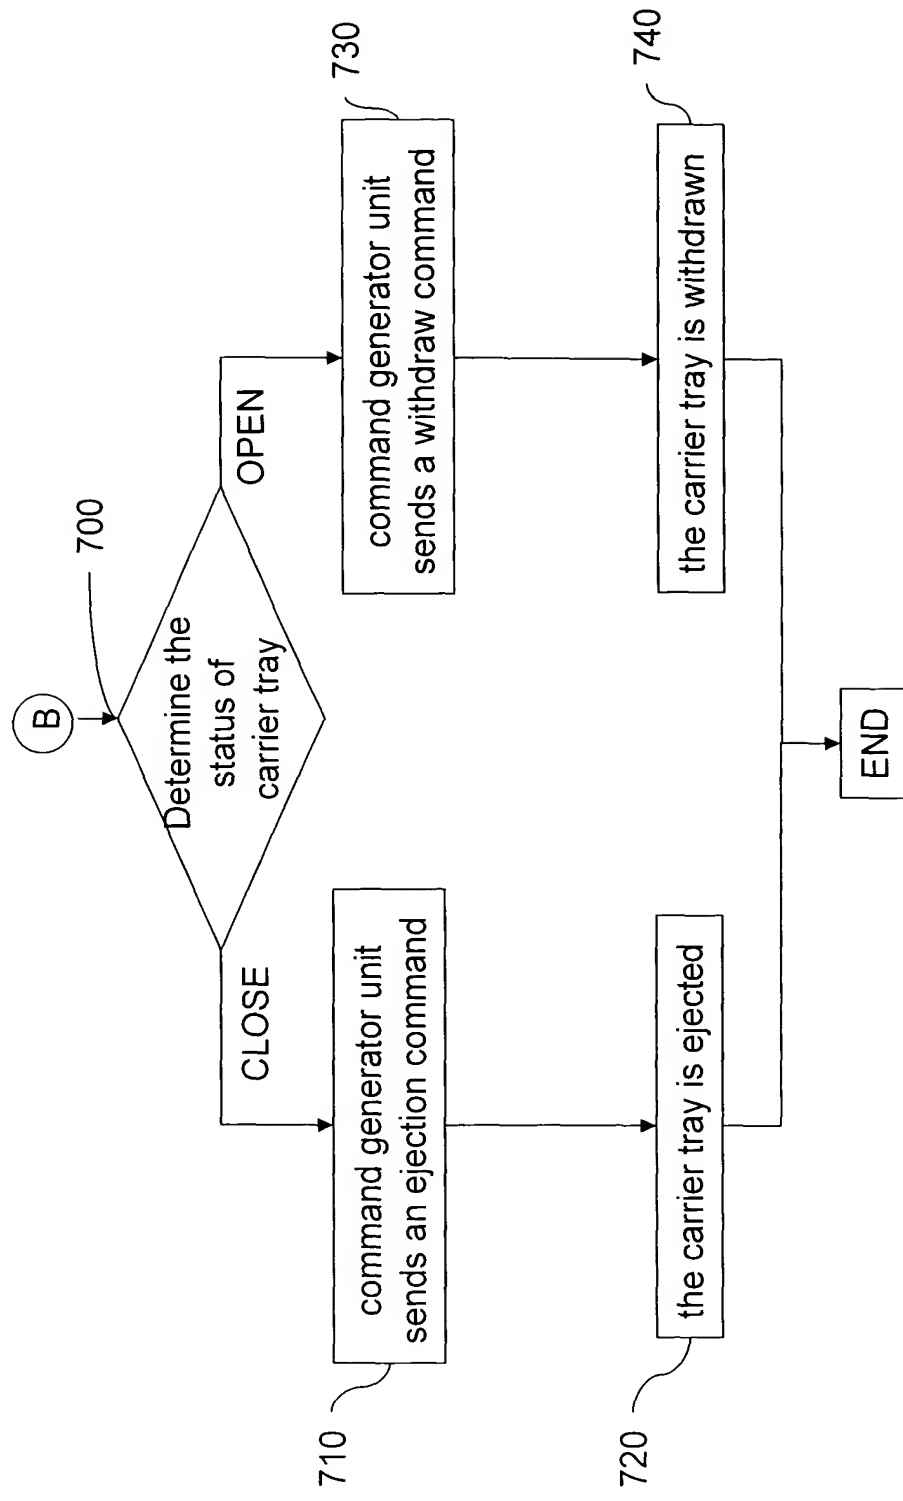 B
700
Determine the
status of
carrier tray
CLOSE
OPEN
710
command generator unit
sends an ejection command
730
command generator unit
sends a withdraw command
720
the carrier tray is ejected
740
the carrier tray is withdrawn
END